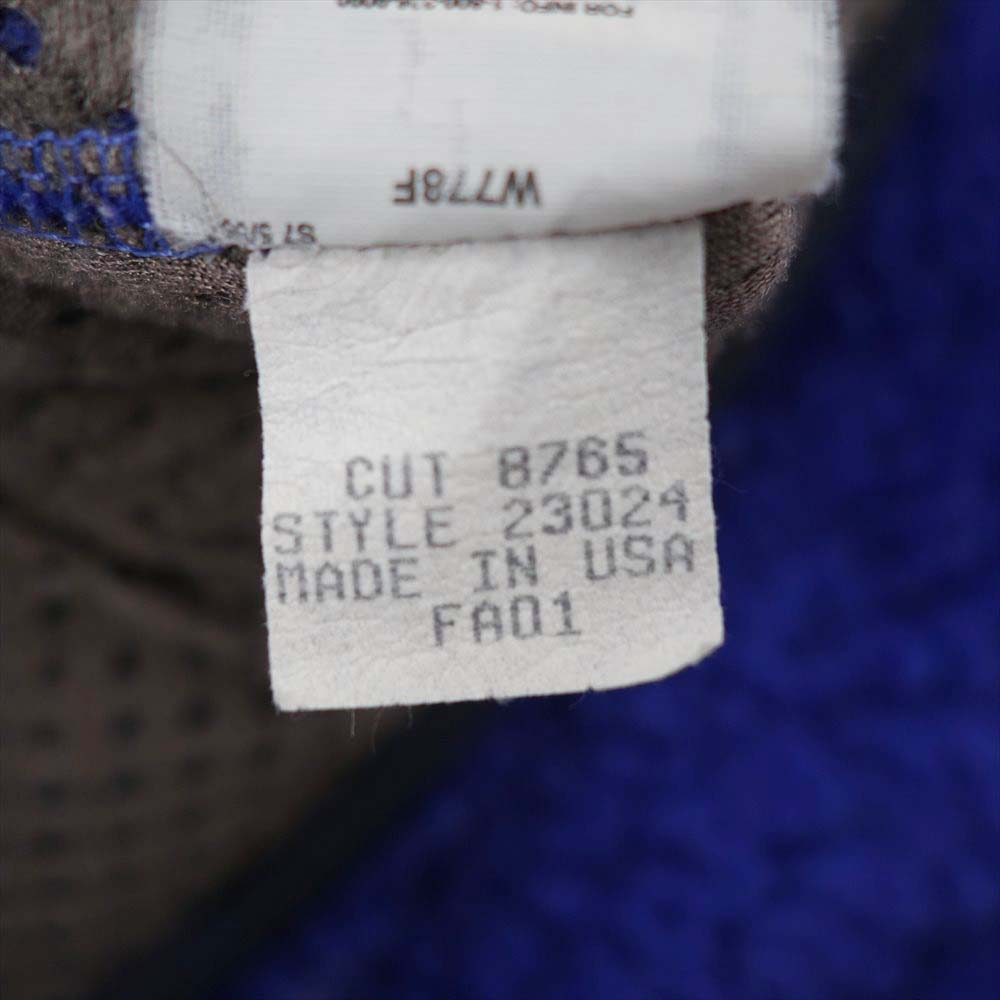 W778F
CUT 8765
STYLE 23024
MADE IN USA
FA01